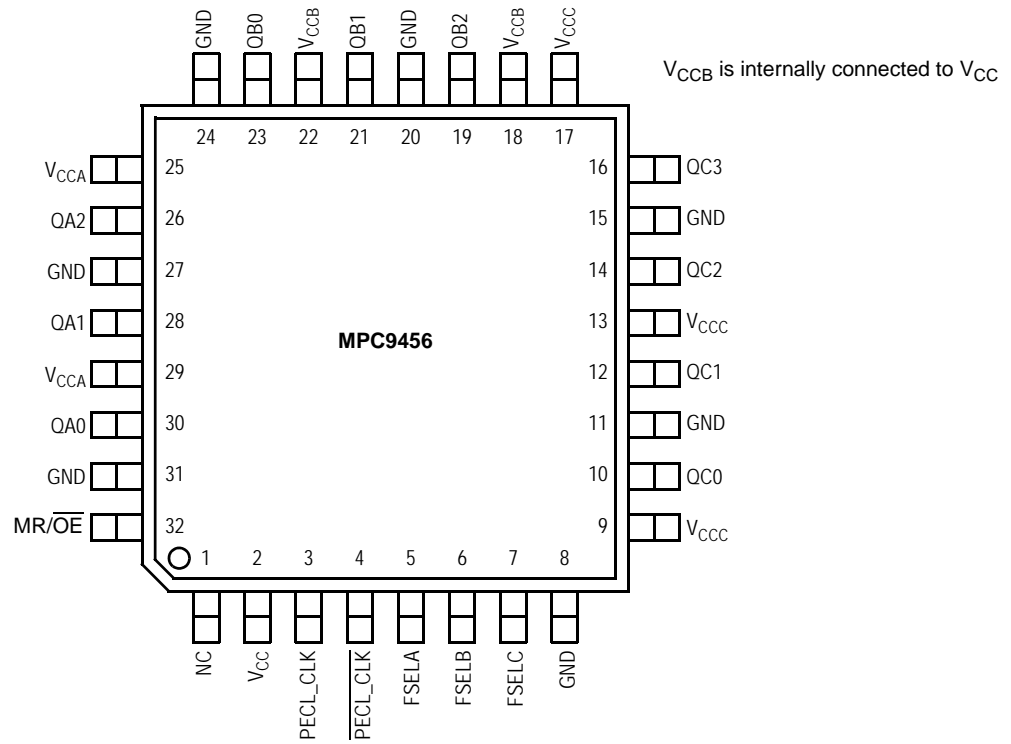 GND QB0 VCCB QB1 GND QB2 VCCB VCCC
VCCB is internally connected to VCC
24 23 22 21 20 19 18 17
VCCA 25 16 QC3
QA2 26 15 GND
GND 27 14 QC2
QA1 28 13 VCCC
MPC9456
VCCA 29 12 QC1
QA0 30 11 GND
GND 31 10 QC0
MR/O̅E̅ 32 9 VCCC
1 2 3 4 5 6 7 8
NC VCC PECL_CLK P̅E̅C̅L̅_̅C̅L̅K̅ FSELA FSELB FSELC GND